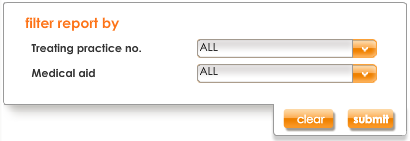 filter report by
Treating practice no. ALL
Medical aid ALL
clear submit